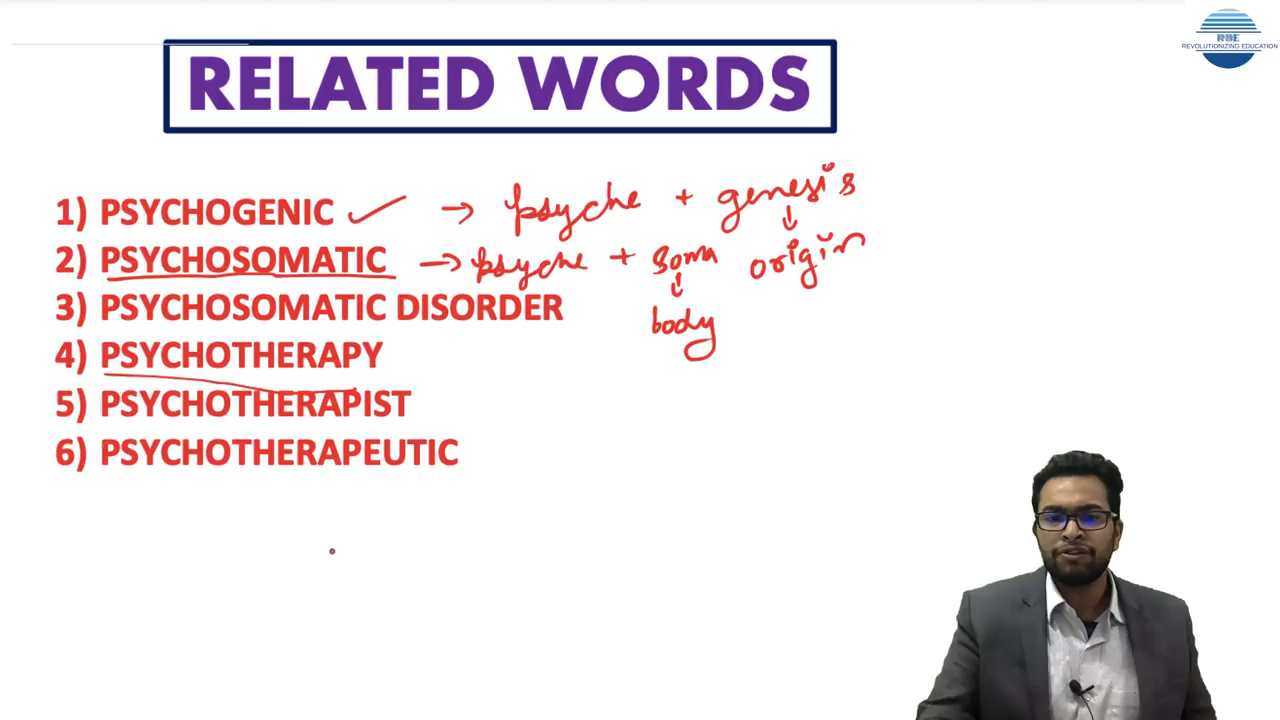 RBE
REVOLUTIONIZING EDUCATION
RELATED WORDS
1) PSYCHOGENIC → psyche + genesis
origin
2) PSYCHOSOMATIC → psyche + soma
body
3) PSYCHOSOMATIC DISORDER
4) PSYCHOTHERAPY
5) PSYCHOTHERAPIST
6) PSYCHOTHERAPEUTIC